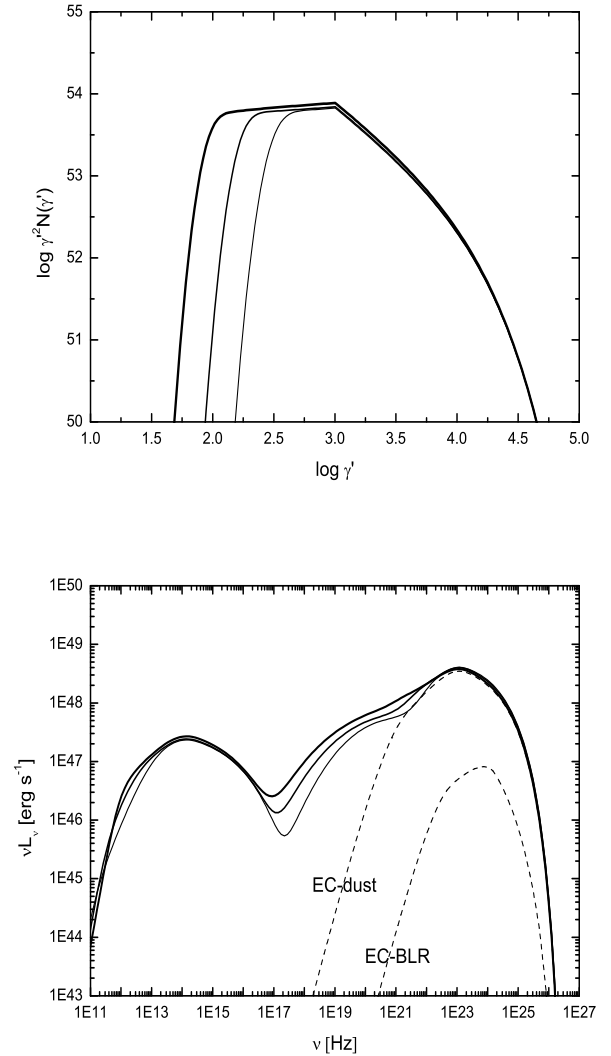 55
54
53
52
51
50
log γ'²N(γ')
1.0 1.5 2.0 2.5 3.0 3.5 4.0 4.5 5.0
log γ'
1E50
1E49
1E48
1E47
1E46
1E45
1E44
1E43
νLν [erg s⁻¹]
EC-dust
EC-BLR
1E11 1E13 1E15 1E17 1E19 1E21 1E23 1E25 1E27
ν [Hz]